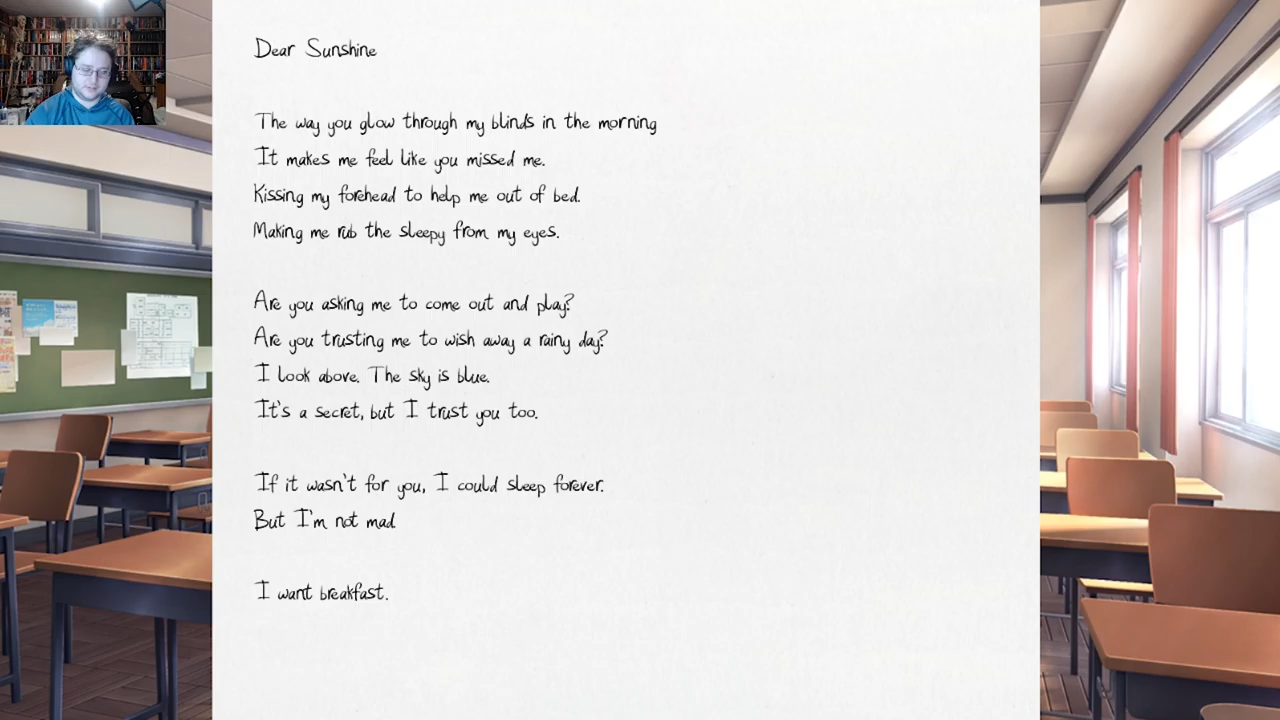 Dear Sunshine
The way you glow through my blinds in the morning
It makes me feel like you missed me.
Kissing my forehead to help me out of bed.
Making me rub the sleepy from my eyes.
Are you asking me to come out and play?
Are you trusting me to wish away a rainy day?
I look above. The sky is blue.
It's a secret, but I trust you too.
If it wasn't for you, I could sleep forever.
But I'm not mad
I want breakfast.